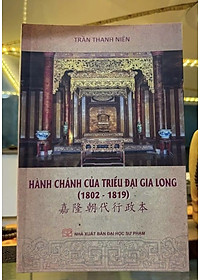 TRẦN THANH NIÊN
HÀNH CHÁNH CỦA TRIỀU ĐẠI GIA LONG
(1802 - 1819)
嘉隆朝代行政本
NHÀ XUẤT BẢN ĐẠI HỌC SƯ PHẠM